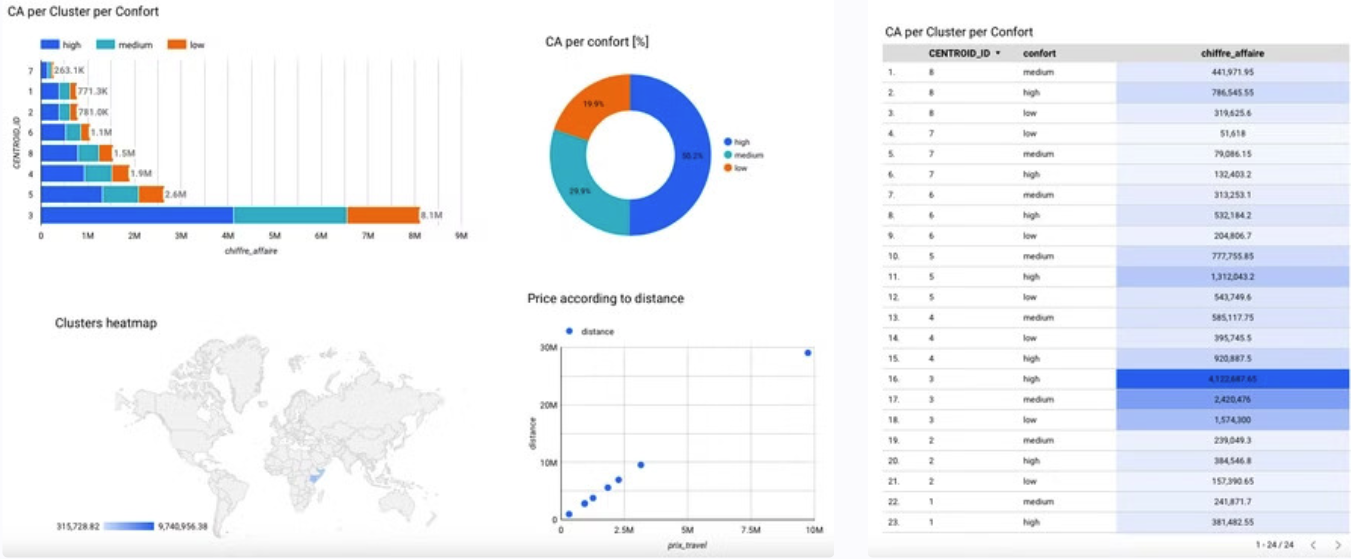 CA per Cluster per Confort
high medium low
7 263.1K
1 771.3K
2 781.0K
6 1.1M
8 1.5M
4 1.9M
5 2.6M
3 8.1M
CENTROID_ID
0 1M 2M 3M 4M 5M 6M 7M 8M 9M
chiffre_affaire
CA per confort [%]
19.9%
50.2%
29.9%
high
medium
low
Clusters heatmap
315,728.82 9,740,956.38
Price according to distance
distance
30M
20M
10M
0
distance
0 2.5M 5M 7.5M 10M
prix_travel
CA per Cluster per Confort
CENTROID_ID confort chiffre_affaire
1. 8 medium 441,971.95
2. 8 high 786,545.55
3. 8 low 319,625.6
4. 7 low 51,618
5. 7 medium 79,086.15
6. 7 high 132,403.2
7. 6 medium 313,253.1
8. 6 high 532,184.2
9. 6 low 204,806.7
10. 5 medium 777,755.85
11. 5 high 1,312,043.2
12. 5 low 543,749.6
13. 4 medium 585,117.75
14. 4 low 395,745.5
15. 4 high 920,887.5
16. 3 high 4,122,687.65
17. 3 medium 2,420,476
18. 3 low 1,574,300
19. 2 medium 239,049.3
20. 2 high 384,546.8
21. 2 low 157,390.65
22. 1 medium 241,871.7
23. 1 high 381,482.55
1 - 24 / 24